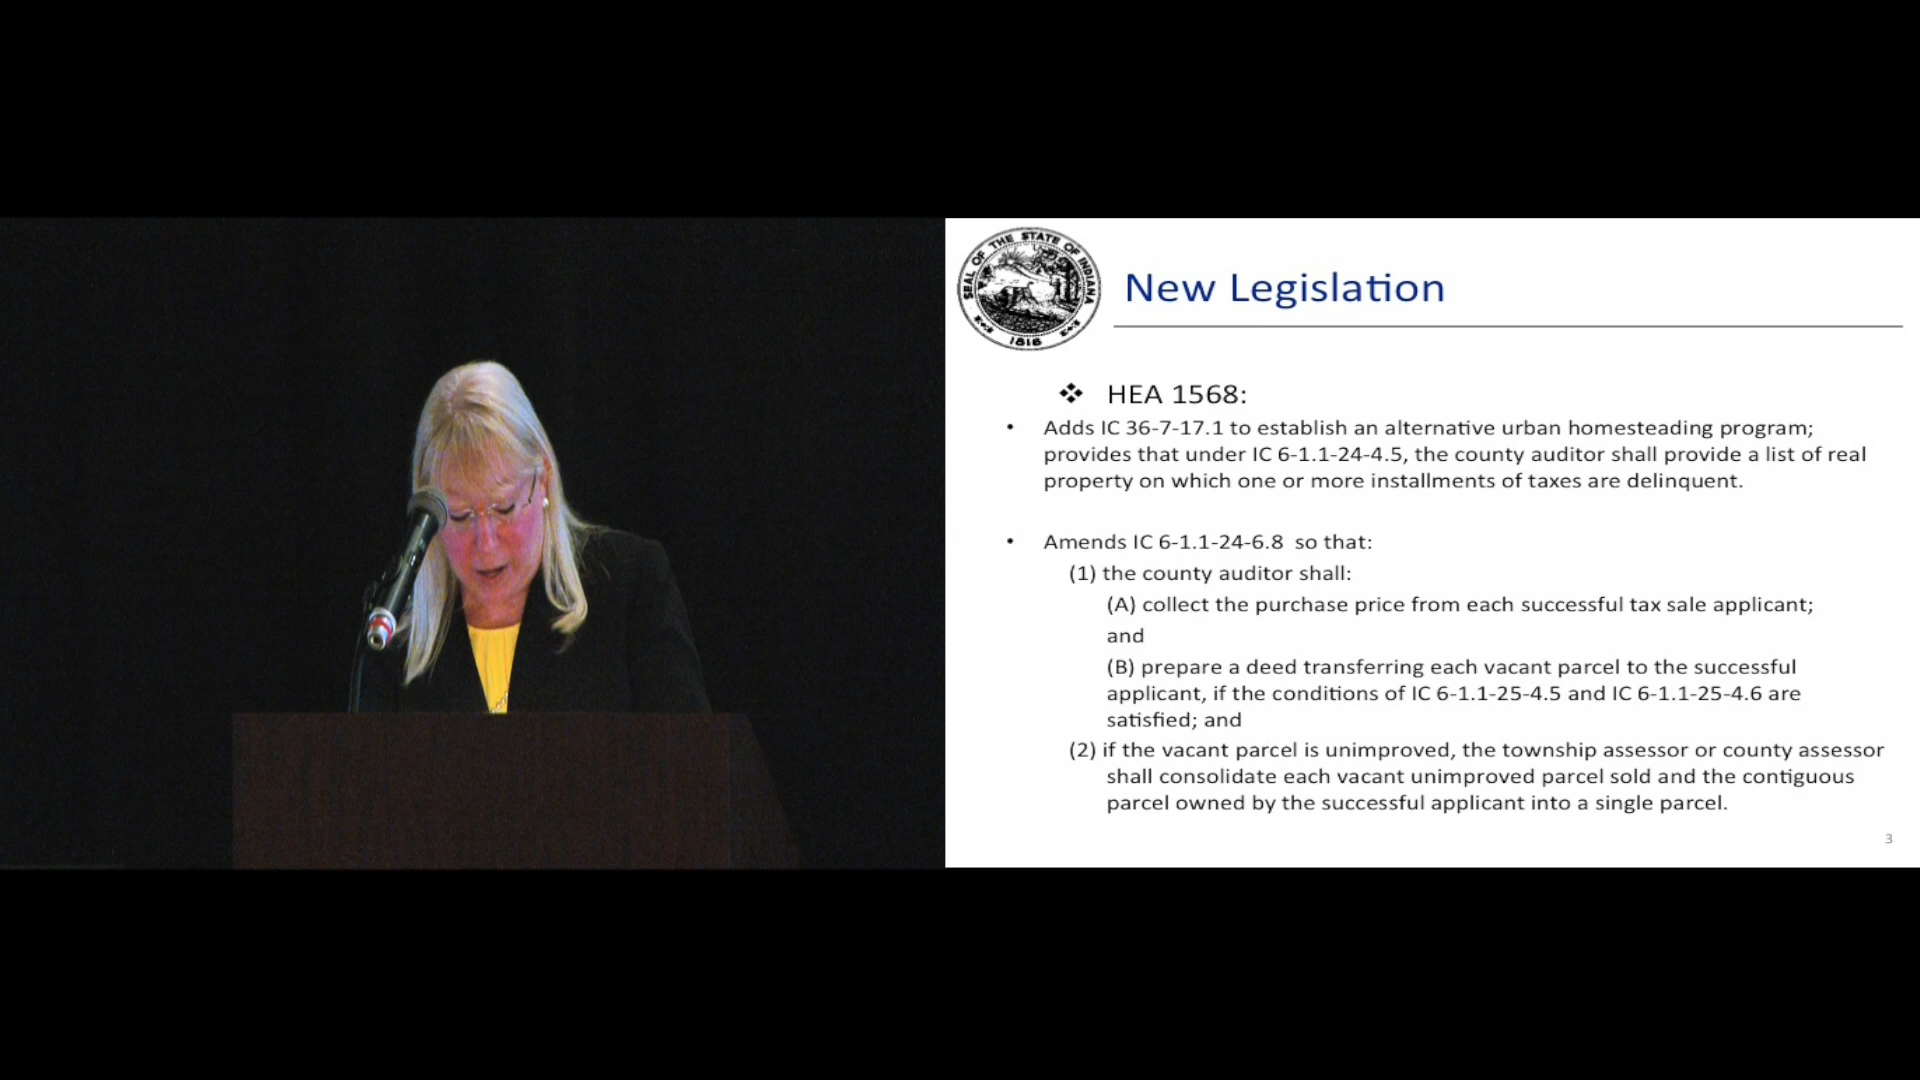 SEAL OF THE STATE OF INDIANA
1816
New Legislation
❖ HEA 1568:
• Adds IC 36-7-17.1 to establish an alternative urban homesteading program;
provides that under IC 6-1.1-24-4.5, the county auditor shall provide a list of real
property on which one or more installments of taxes are delinquent.
• Amends IC 6-1.1-24-6.8 so that:
(1) the county auditor shall:
(A) collect the purchase price from each successful tax sale applicant;
and
(B) prepare a deed transferring each vacant parcel to the successful
applicant, if the conditions of IC 6-1.1-25-4.5 and IC 6-1.1-25-4.6 are
satisfied; and
(2) if the vacant parcel is unimproved, the township assessor or county assessor
shall consolidate each vacant unimproved parcel sold and the contiguous
parcel owned by the successful applicant into a single parcel.
3